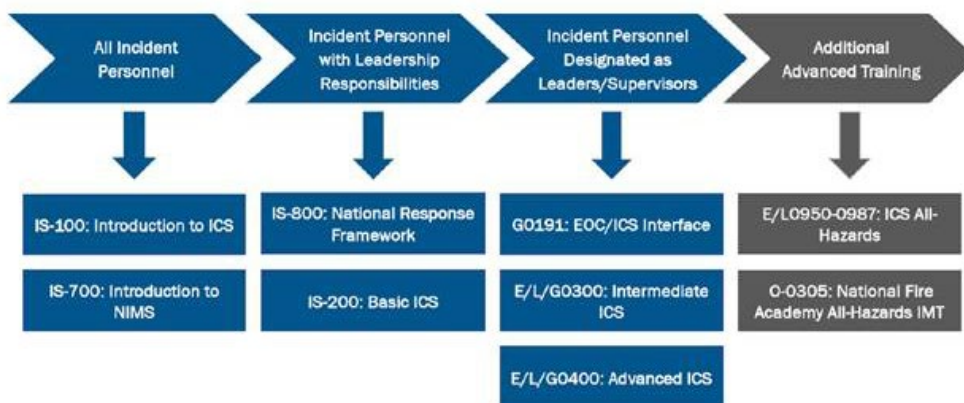 All Incident
Personnel
Incident Personnel
with Leadership
Responsibilities
Incident Personnel
Designated as
Leaders/Supervisors
Additional
Advanced Training
IS-100: Introduction to ICS
IS-700: Introduction to
NIMS
IS-800: National Response
Framework
IS-200: Basic ICS
G0191: EOC/ICS Interface
E/L/G0300: Intermediate
ICS
E/L/G0400: Advanced ICS
E/L0950-0987: ICS All-
Hazards
O-0305: National Fire
Academy All-Hazards IMT